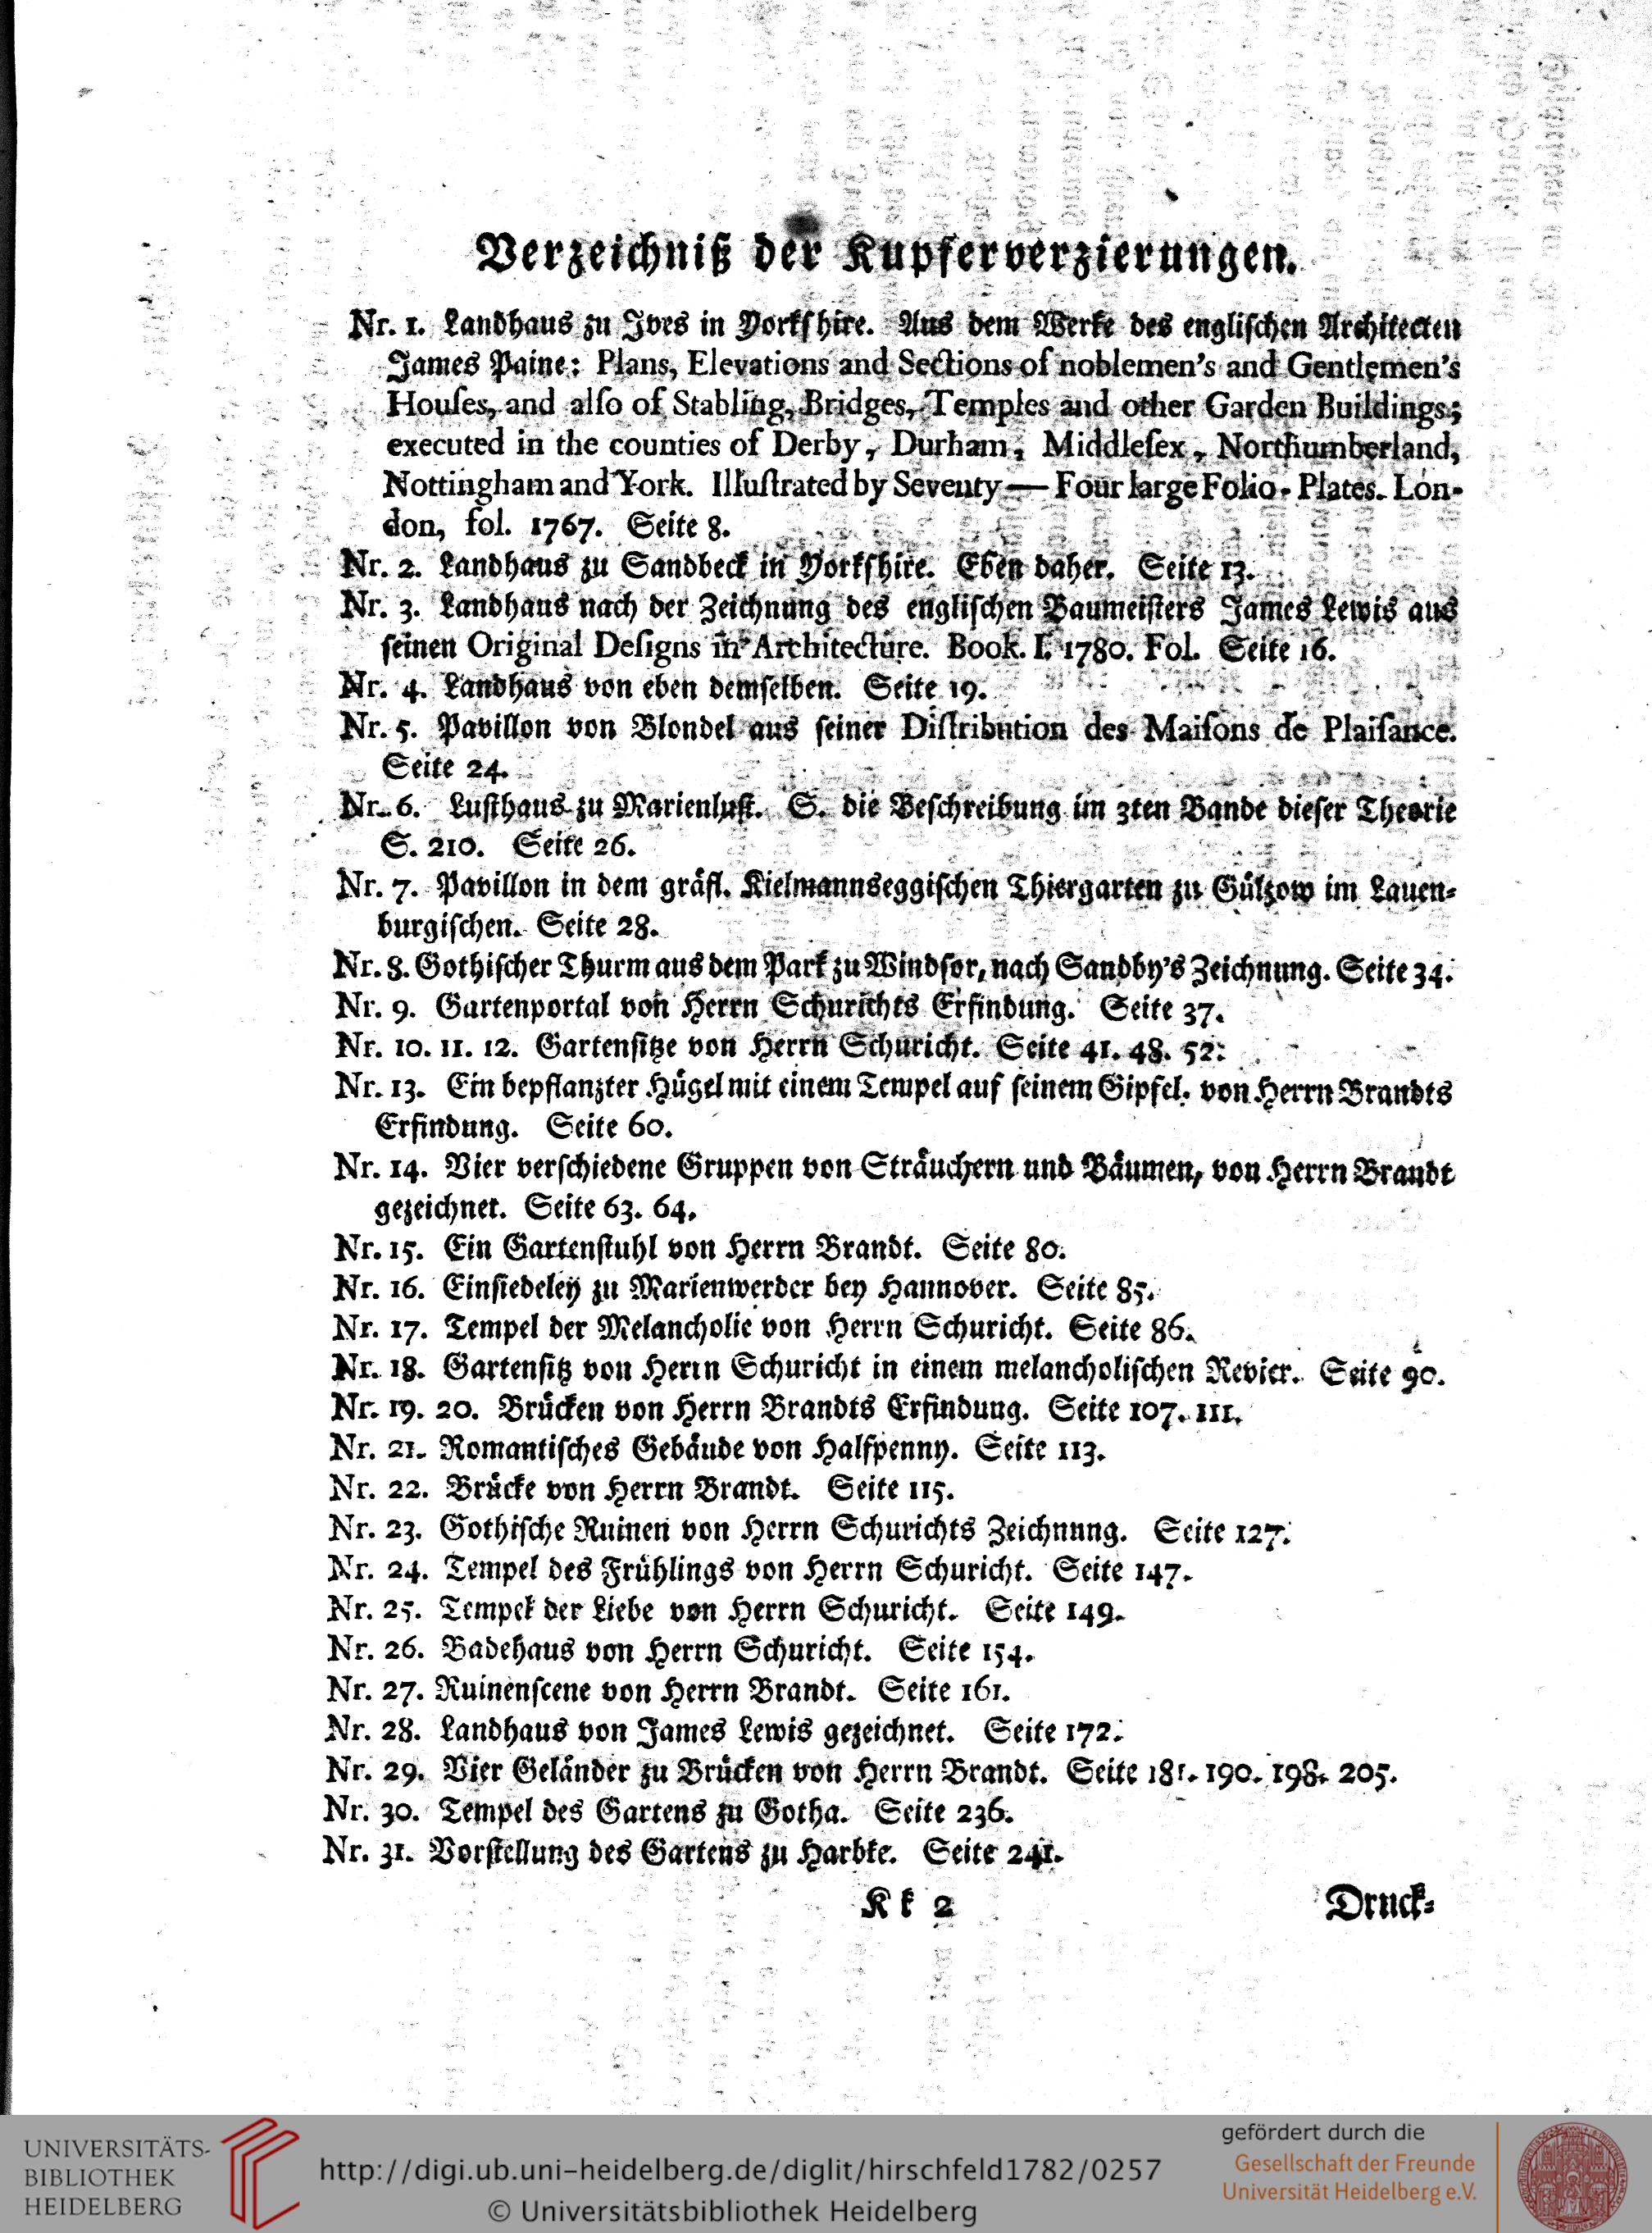 Verzeichniß der Kupferverzierungen.
Nr. 1. Landhaus zu Ives in Yorkshire. Aus dem Werke des englischen Architecten
James Paine: Plans, Elevations and Sections of noblemen's and Gentlemen's
Houſes, and alſo of Stabling, Bridges, Temples and other Garden Buildings;
executed in the counties of Derby, Durham, Middleſex, Northumberland,
Nottingham and York. Illuſtrated by Seventy — Four large Folio-Plates. Lon-
don, fol. 1767. Seite 8.
Nr. 2. Landhaus zu Sandbeck in Yorkshire. Eben daher. Seite 13.
Nr. 3. Landhaus nach der Zeichnung des engliſchen Baumeiſters James Lewis aus
ſeinen Original Deſigns in Architecture. Book. I. 1780. Fol. Seite 16.
Nr. 4. Landhaus von eben demſelben. Seite 19.
Nr. 5. Pavillon von Blondel aus ſeiner Diſtribution des Maiſons de Plaiſance.
Seite 24.
Nr. 6. Luſthaus zu Marienluſt. S. die Beſchreibung im 3ten Bande dieſer Theorie
S. 210. Seite 26.
Nr. 7. Pavillon in dem gräfl. Kielmannseggiſchen Thiergarten zu Gülzow im Lauen-
burgiſchen. Seite 28.
Nr. 8. Gothiſcher Thurm aus dem Park zu Windſor, nach Sandby's Zeichnung. Seite 34.
Nr. 9. Gartenportal von Herrn Schurichts Erfindung. Seite 37.
Nr. 10. 11. 12. Gartenſitze von Herrn Schuricht. Seite 41. 48. 52.
Nr. 13. Ein bepflanzter Hügel mit einem Tempel auf ſeinem Gipfel, von Herrn Brandts
Erfindung. Seite 60.
Nr. 14. Vier verſchiedene Gruppen von Sträuchern und Bäumen, von Herrn Brandt
gezeichnet. Seite 63. 64.
Nr. 15. Ein Gartenſtuhl von Herrn Brandt. Seite 80.
Nr. 16. Einſiedeley zu Marienwerder bey Hannover. Seite 85.
Nr. 17. Tempel der Melancholie von Herrn Schuricht. Seite 86.
Nr. 18. Gartenſitz von Herrn Schuricht in einem melancholiſchen Revier. Seite 90.
Nr. 19. 20. Brücken von Herrn Brandts Erfindung. Seite 107. 111.
Nr. 21. Romantiſches Gebäude von Halfpenny. Seite 113.
Nr. 22. Brücke von Herrn Brandt. Seite 115.
Nr. 23. Gothiſche Ruinen von Herrn Schurichts Zeichnung. Seite 127.
Nr. 24. Tempel des Frühlings von Herrn Schuricht. Seite 147.
Nr. 25. Tempel der Liebe von Herrn Schuricht. Seite 149.
Nr. 26. Badehaus von Herrn Schuricht. Seite 154.
Nr. 27. Ruinenſcene von Herrn Brandt. Seite 161.
Nr. 28. Landhaus von James Lewis gezeichnet. Seite 172.
Nr. 29. Vier Geländer zu Brücken von Herrn Brandt. Seite 181. 190. 198. 205.
Nr. 30. Tempel des Gartens zu Gotha. Seite 236.
Nr. 31. Vorſtellung des Gartens zu Harbke. Seite 241.
K k 2 Druck-
UNIVERSITÄTS-
BIBLIOTHEK
HEIDELBERG
http://digi.ub.uni-heidelberg.de/diglit/hirschfeld1782/0257
© Universitätsbibliothek Heidelberg
gefördert durch die
Gesellschaft der Freunde
Universität Heidelberg e.V.